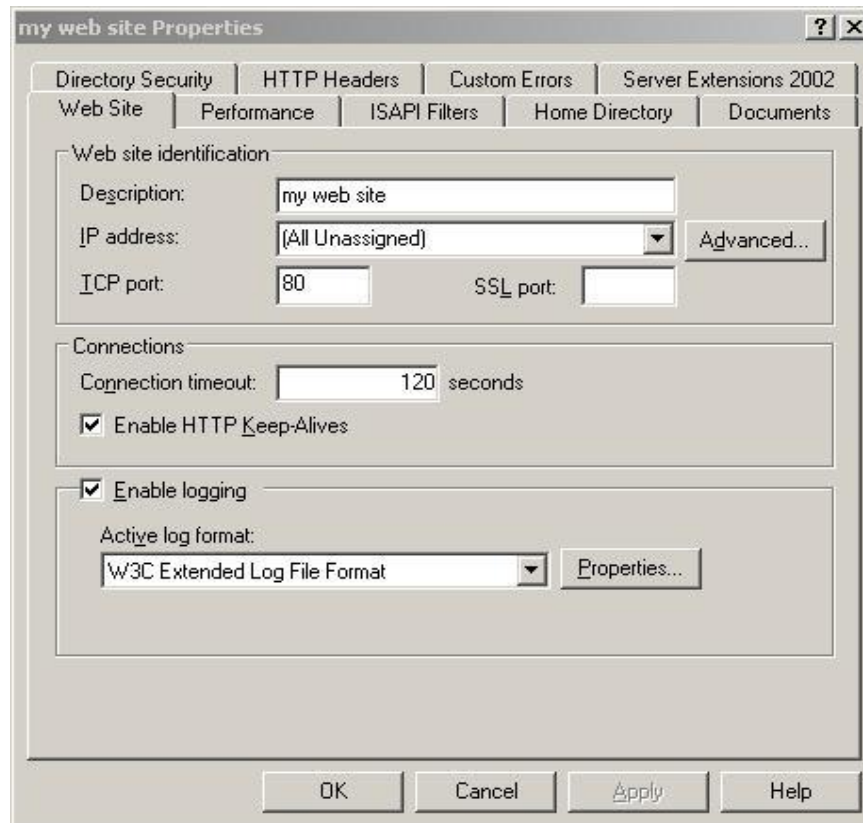 my web site Properties
Directory Security HTTP Headers Custom Errors Server Extensions 2002
Web Site Performance ISAPI Filters Home Directory Documents
Web site identification
Description: my web site
IP address: (All Unassigned) Advanced...
TCP port: 80 SSL port:
Connections
Connection timeout: 120 seconds
Enable HTTP Keep-Alives
Enable logging
Active log format:
W3C Extended Log File Format Properties...
OK Cancel Apply Help